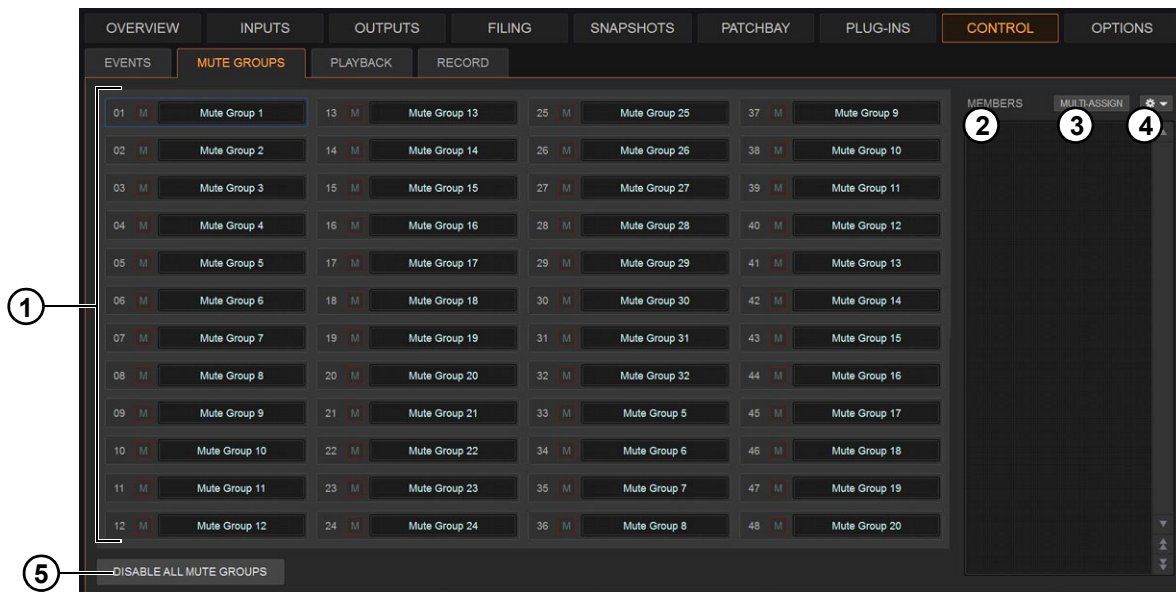 OVERVIEW INPUTS OUTPUTS FILING SNAPSHOTS PATCHBAY PLUG-INS CONTROL OPTIONS
EVENTS MUTE GROUPS PLAYBACK RECORD
01 M Mute Group 1 13 M Mute Group 13 25 M Mute Group 25 37 M Mute Group 9
02 M Mute Group 2 14 M Mute Group 14 26 M Mute Group 26 38 M Mute Group 10
03 M Mute Group 3 15 M Mute Group 15 27 M Mute Group 27 39 M Mute Group 11
04 M Mute Group 4 16 M Mute Group 16 28 M Mute Group 28 40 M Mute Group 12
05 M Mute Group 5 17 M Mute Group 17 29 M Mute Group 29 41 M Mute Group 13
06 M Mute Group 6 18 M Mute Group 18 30 M Mute Group 30 42 M Mute Group 14
07 M Mute Group 7 19 M Mute Group 19 31 M Mute Group 31 43 M Mute Group 15
08 M Mute Group 8 20 M Mute Group 20 32 M Mute Group 32 44 M Mute Group 16
09 M Mute Group 9 21 M Mute Group 21 33 M Mute Group 5 45 M Mute Group 17
10 M Mute Group 10 22 M Mute Group 22 34 M Mute Group 6 46 M Mute Group 18
11 M Mute Group 11 23 M Mute Group 23 35 M Mute Group 7 47 M Mute Group 19
12 M Mute Group 12 24 M Mute Group 24 36 M Mute Group 8 48 M Mute Group 20
MEMBERS MULTI-ASSIGN
2 3 4
1
5 DISABLE ALL MUTE GROUPS